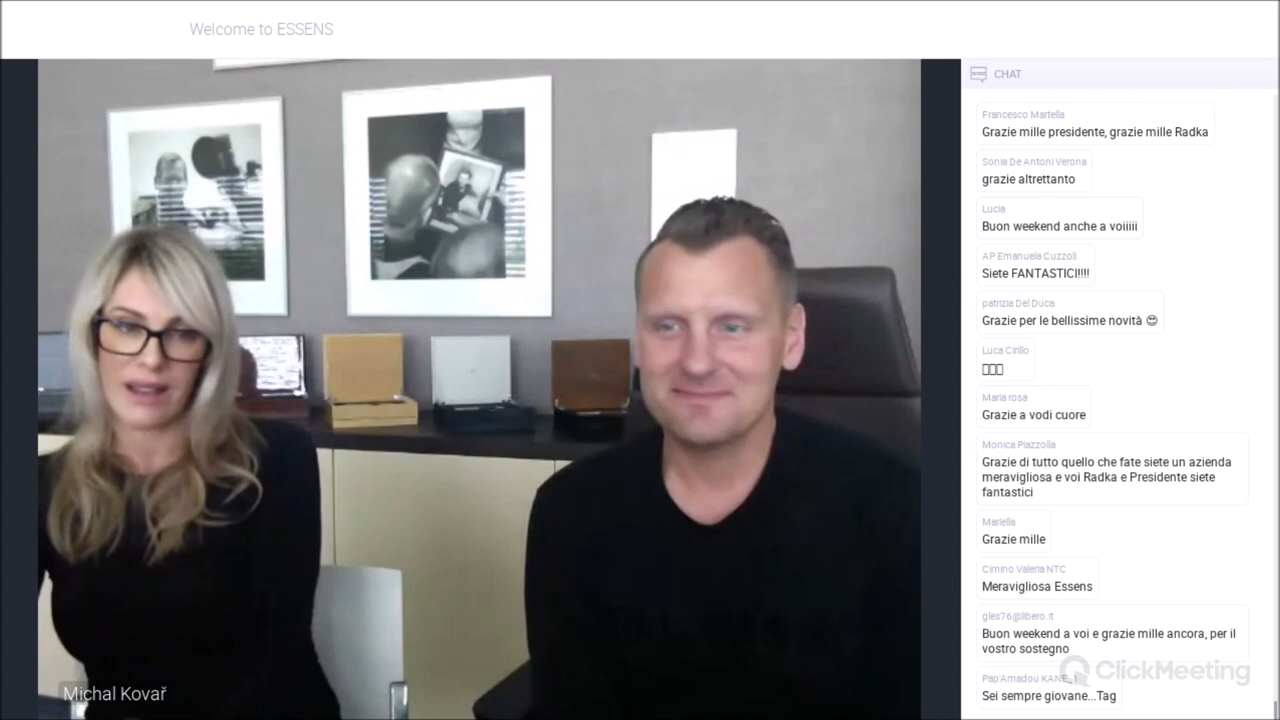 Welcome to ESSENS
Michal Kovař
CHAT
Francesco Martella
Grazie mille presidente, grazie mille Radka
Sonia De Antoni Verona
grazie altrettanto
Lucia
Buon weekend anche a voiiiii
AP Emanuela Cuzzoli
Siete FANTASTICI!!!!
patrizia Del Duca
Grazie per le bellissime novità 😍
Luca Cirillo
Maria rosa
Grazie a vodi cuore
Monica Piazzolla
Grazie di tutto quello che fate siete un azienda
meravigliosa e voi Radka e Presidente siete
fantastici
Mariella
Grazie mille
Cimino Valeria NTC
Meravigliosa Essens
gles76@libero.it
Buon weekend a voi e grazie mille ancora, per il
vostro sostegno
Pap Amadou KANE_1
Sei sempre giovane...Tag
ClickMeeting